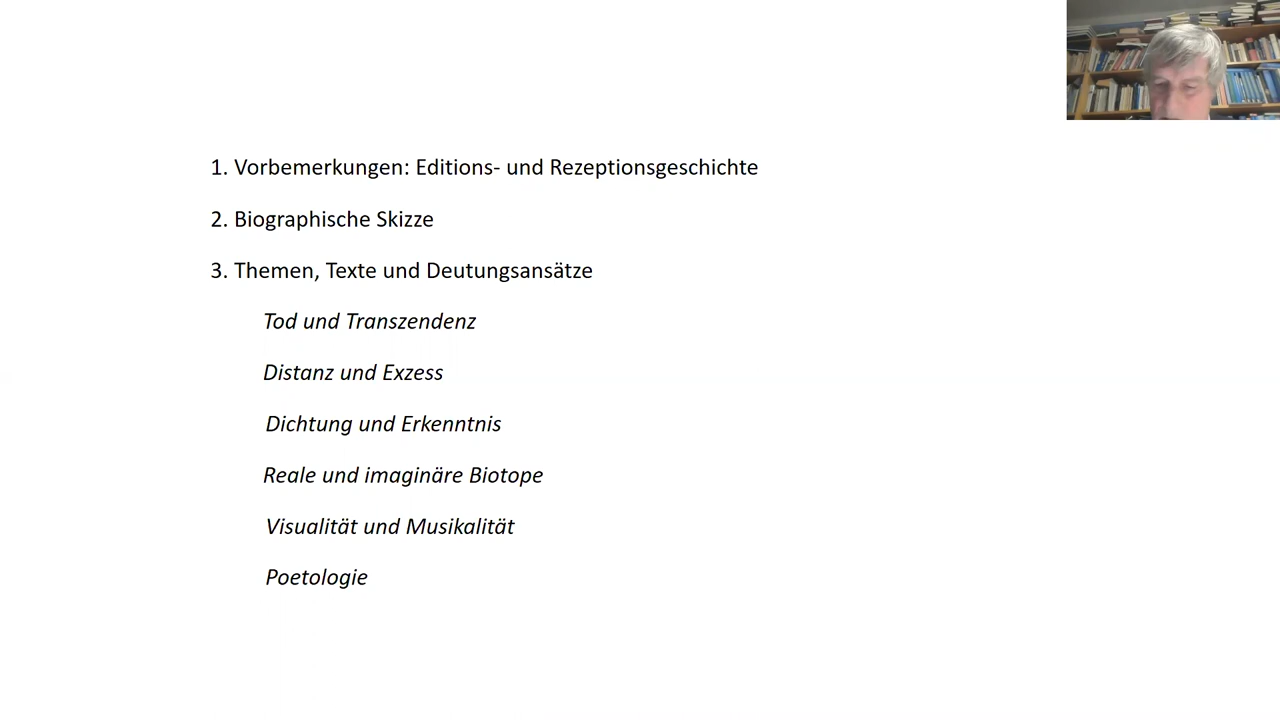 1. Vorbemerkungen: Editions- und Rezeptionsgeschichte
2. Biographische Skizze
3. Themen, Texte und Deutungsansätze
Tod und Transzendenz
Distanz und Exzess
Dichtung und Erkenntnis
Reale und imaginäre Biotope
Visualität und Musikalität
Poetologie